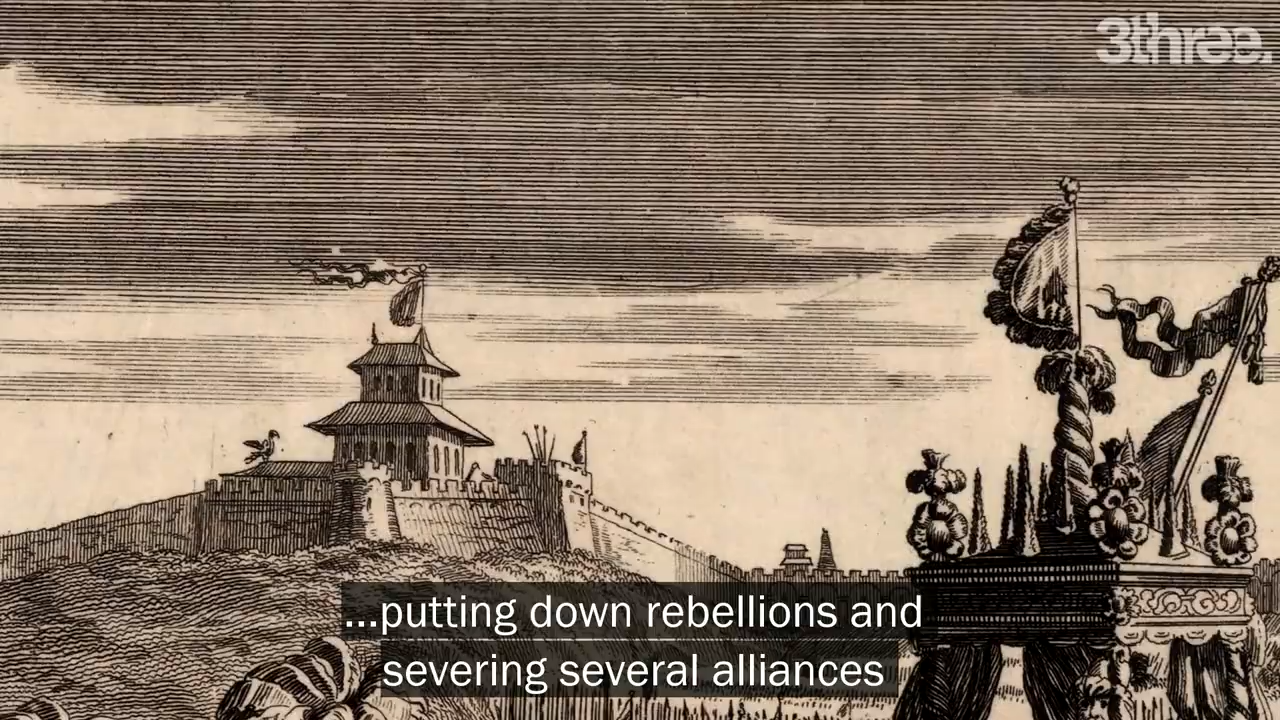 3three.
...putting down rebellions and
severing several alliances